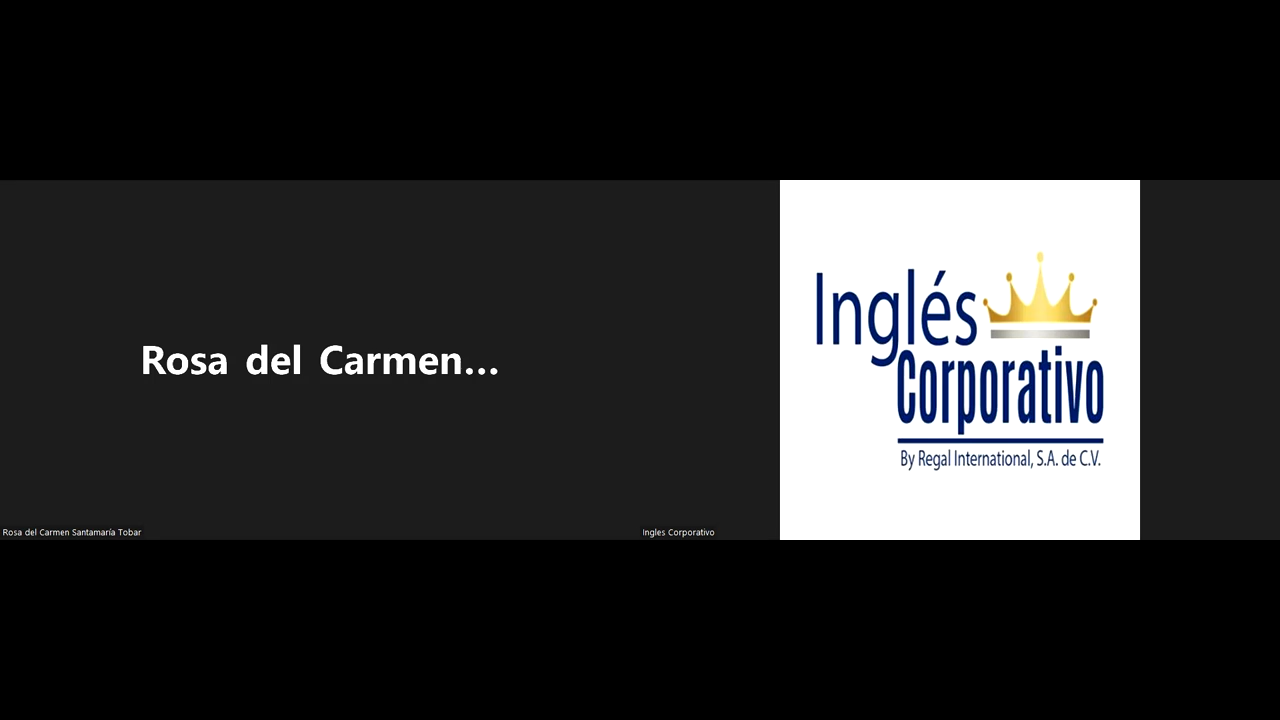 Rosa del Carmen...
Rosa del Carmen Santamaría Tobar
Inglés
Corporativo
By Regal International, S.A. de C.V.
Ingles Corporativo